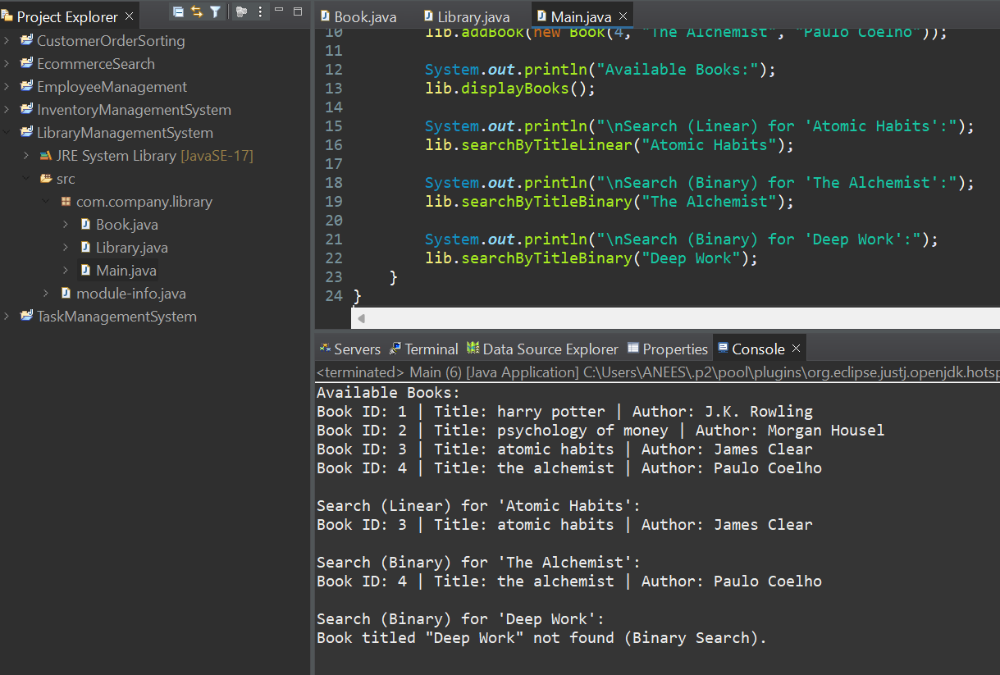 Project Explorer
CustomerOrderSorting
EcommerceSearch
EmployeeManagement
InventoryManagementSystem
LibraryManagementSystem
JRE System Library [JavaSE-17]
src
com.company.library
Book.java
Library.java
Main.java
module-info.java
TaskManagementSystem
Book.java Library.java Main.java
10 lib.addBook(new Book(4, "The Alchemist", "Paulo Coelho"));
11
12 System.out.println("Available Books:");
13 lib.displayBooks();
14
15 System.out.println("\nSearch (Linear) for 'Atomic Habits':");
16 lib.searchByTitleLinear("Atomic Habits");
17
18 System.out.println("\nSearch (Binary) for 'The Alchemist':");
19 lib.searchByTitleBinary("The Alchemist");
20
21 System.out.println("\nSearch (Binary) for 'Deep Work':");
22 lib.searchByTitleBinary("Deep Work");
23 }
24 }
Servers Terminal Data Source Explorer Properties Console
<terminated> Main (6) [Java Application] C:\Users\ANEES\.p2\pool\plugins\org.eclipse.justj.openjdk.hotsp
Available Books:
Book ID: 1 | Title: harry potter | Author: J.K. Rowling
Book ID: 2 | Title: psychology of money | Author: Morgan Housel
Book ID: 3 | Title: atomic habits | Author: James Clear
Book ID: 4 | Title: the alchemist | Author: Paulo Coelho
Search (Linear) for 'Atomic Habits':
Book ID: 3 | Title: atomic habits | Author: James Clear
Search (Binary) for 'The Alchemist':
Book ID: 4 | Title: the alchemist | Author: Paulo Coelho
Search (Binary) for 'Deep Work':
Book titled "Deep Work" not found (Binary Search).